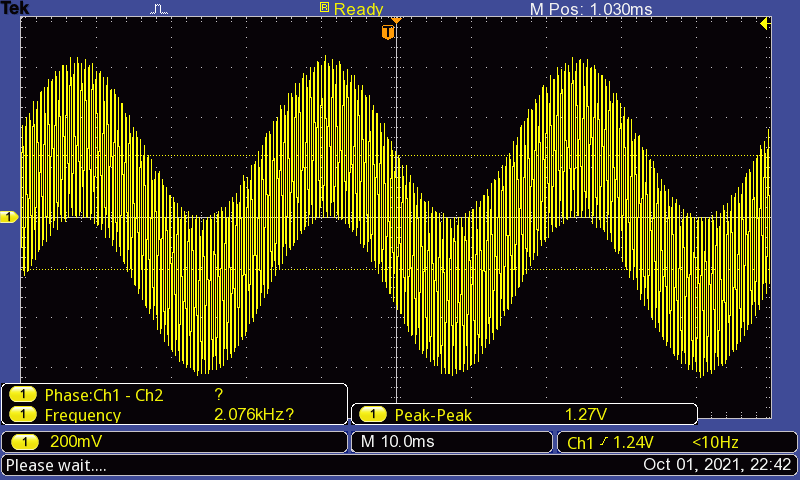 Tek R Ready M Pos: 1.030ms
T
1
1 Phase:Ch1 - Ch2 ?
1 Frequency 2.076kHz?
1 Peak-Peak 1.27V
1 200mV M 10.0ms Ch1 1.24V <10Hz
Please wait.... Oct 01, 2021, 22:42